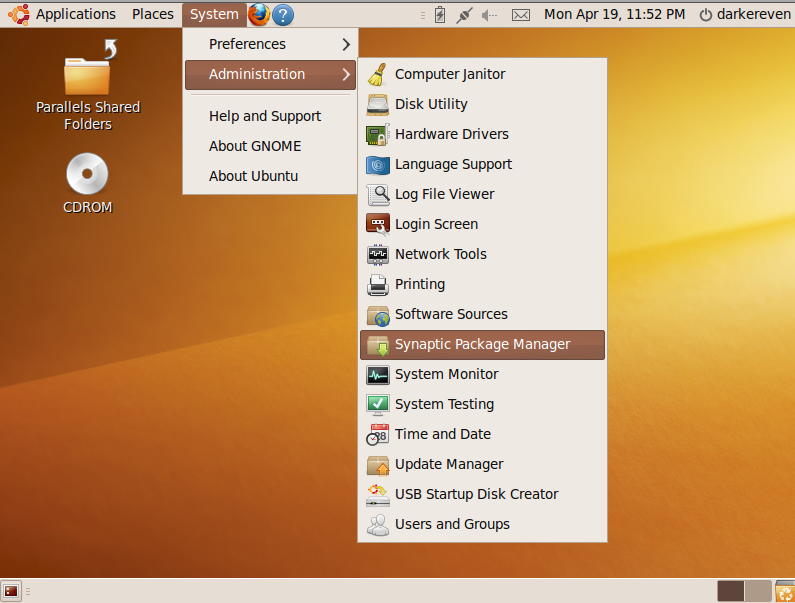 Applications Places System Mon Apr 19, 11:52 PM darkereven
Parallels Shared
Folders
CDROM
Preferences
Administration
Help and Support
About GNOME
About Ubuntu
Computer Janitor
Disk Utility
Hardware Drivers
Language Support
Log File Viewer
Login Screen
Network Tools
Printing
Software Sources
Synaptic Package Manager
System Monitor
System Testing
Time and Date
Update Manager
USB Startup Disk Creator
Users and Groups